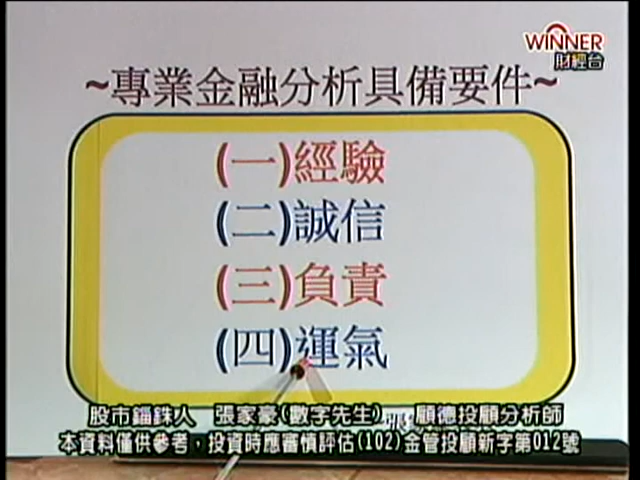 WINNER
財經台
~專業金融分析具備要件~
(一)經驗
(二)誠信
(三)負責
(四)運氣
股市錙銖人 張家豪(數字先生) 顧德投顧分析師
本資料僅供參考，投資時應審慎評估(102)金管投顧新字第012號